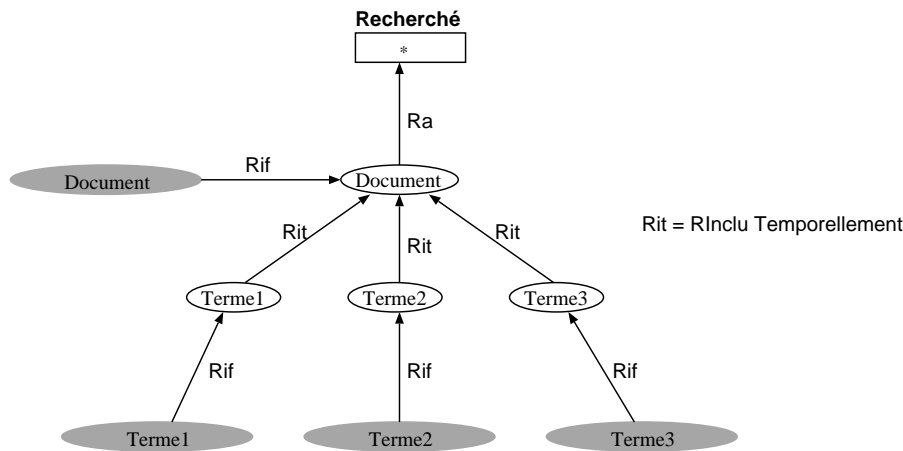 Recherché
*
Ra
Rif
Document
Document
Rit = RInclu Temporellement
Rit
Rit
Rit
Terme1
Terme2
Terme3
Rif
Rif
Rif
Terme1
Terme2
Terme3